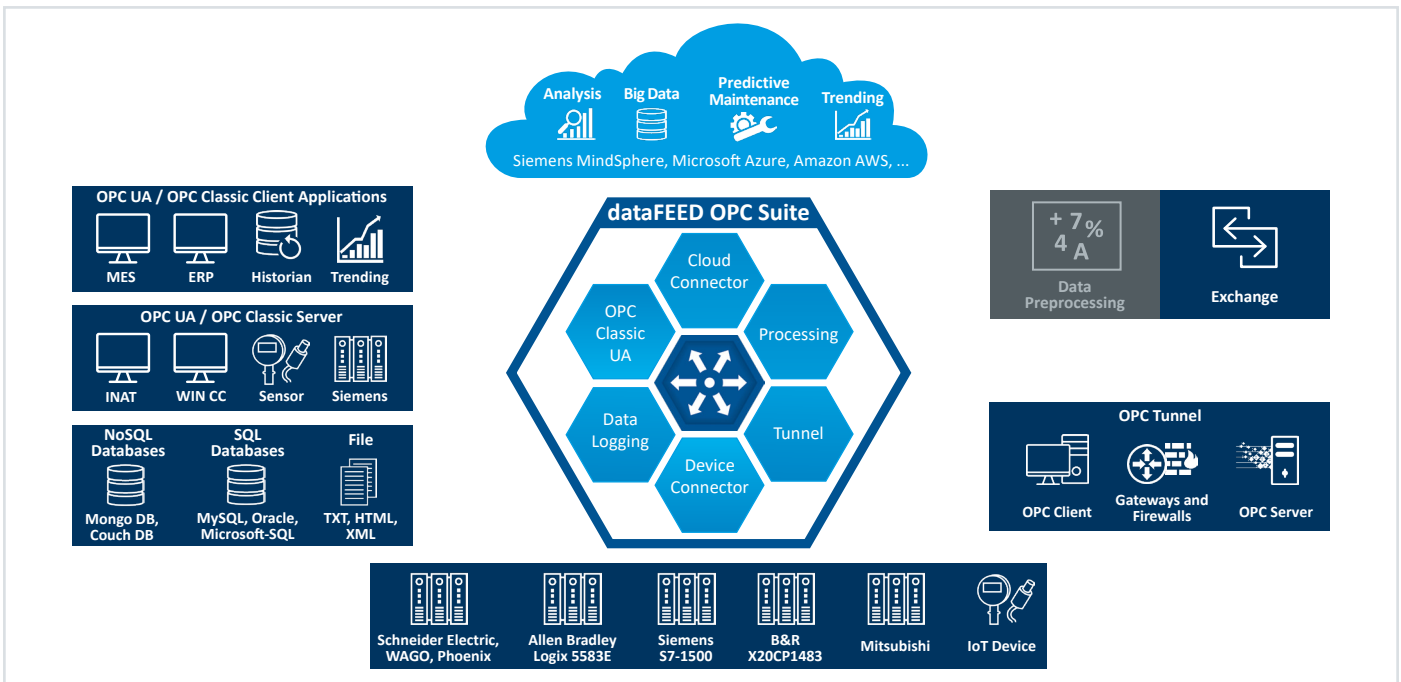 Analysis
Big Data
Predictive
Maintenance
Trending
Siemens MindSphere, Microsoft Azure, Amazon AWS, ...
OPC UA / OPC Classic Client Applications
MES
ERP
Historian
Trending
OPC UA / OPC Classic Server
INAT
WIN CC
Sensor
Siemens
NoSQL
Databases
SQL
Databases
File
Mongo DB,
Couch DB
MySQL, Oracle,
Microsoft-SQL
TXT, HTML,
XML
dataFEED OPC Suite
Cloud
Connector
OPC
Classic
UA
Processing
Data
Logging
Tunnel
Device
Connector
+ 7%
4 A
Data
Preprocessing
Exchange
OPC Tunnel
OPC Client
Gateways and
Firewalls
OPC Server
Schneider Electric,
WAGO, Phoenix
Allen Bradley
Logix 5583E
Siemens
S7-1500
B&R
X20CP1483
Mitsubishi
IoT Device